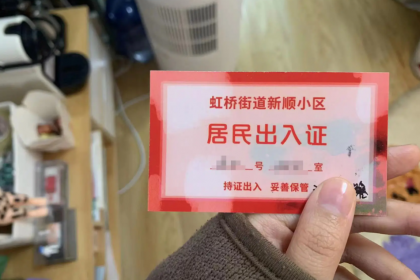 虹桥街道新顺小区
居民出入证
号 室
持证出入 妥善保管